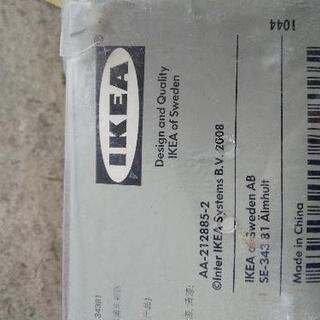 IKEA
Design and Quality
IKEA of Sweden
AA-212885-2
©Inter IKEA Systems B.V. 2008
IKEA of Sweden AB
SE-343 81 Älmhult
Made in China
1044